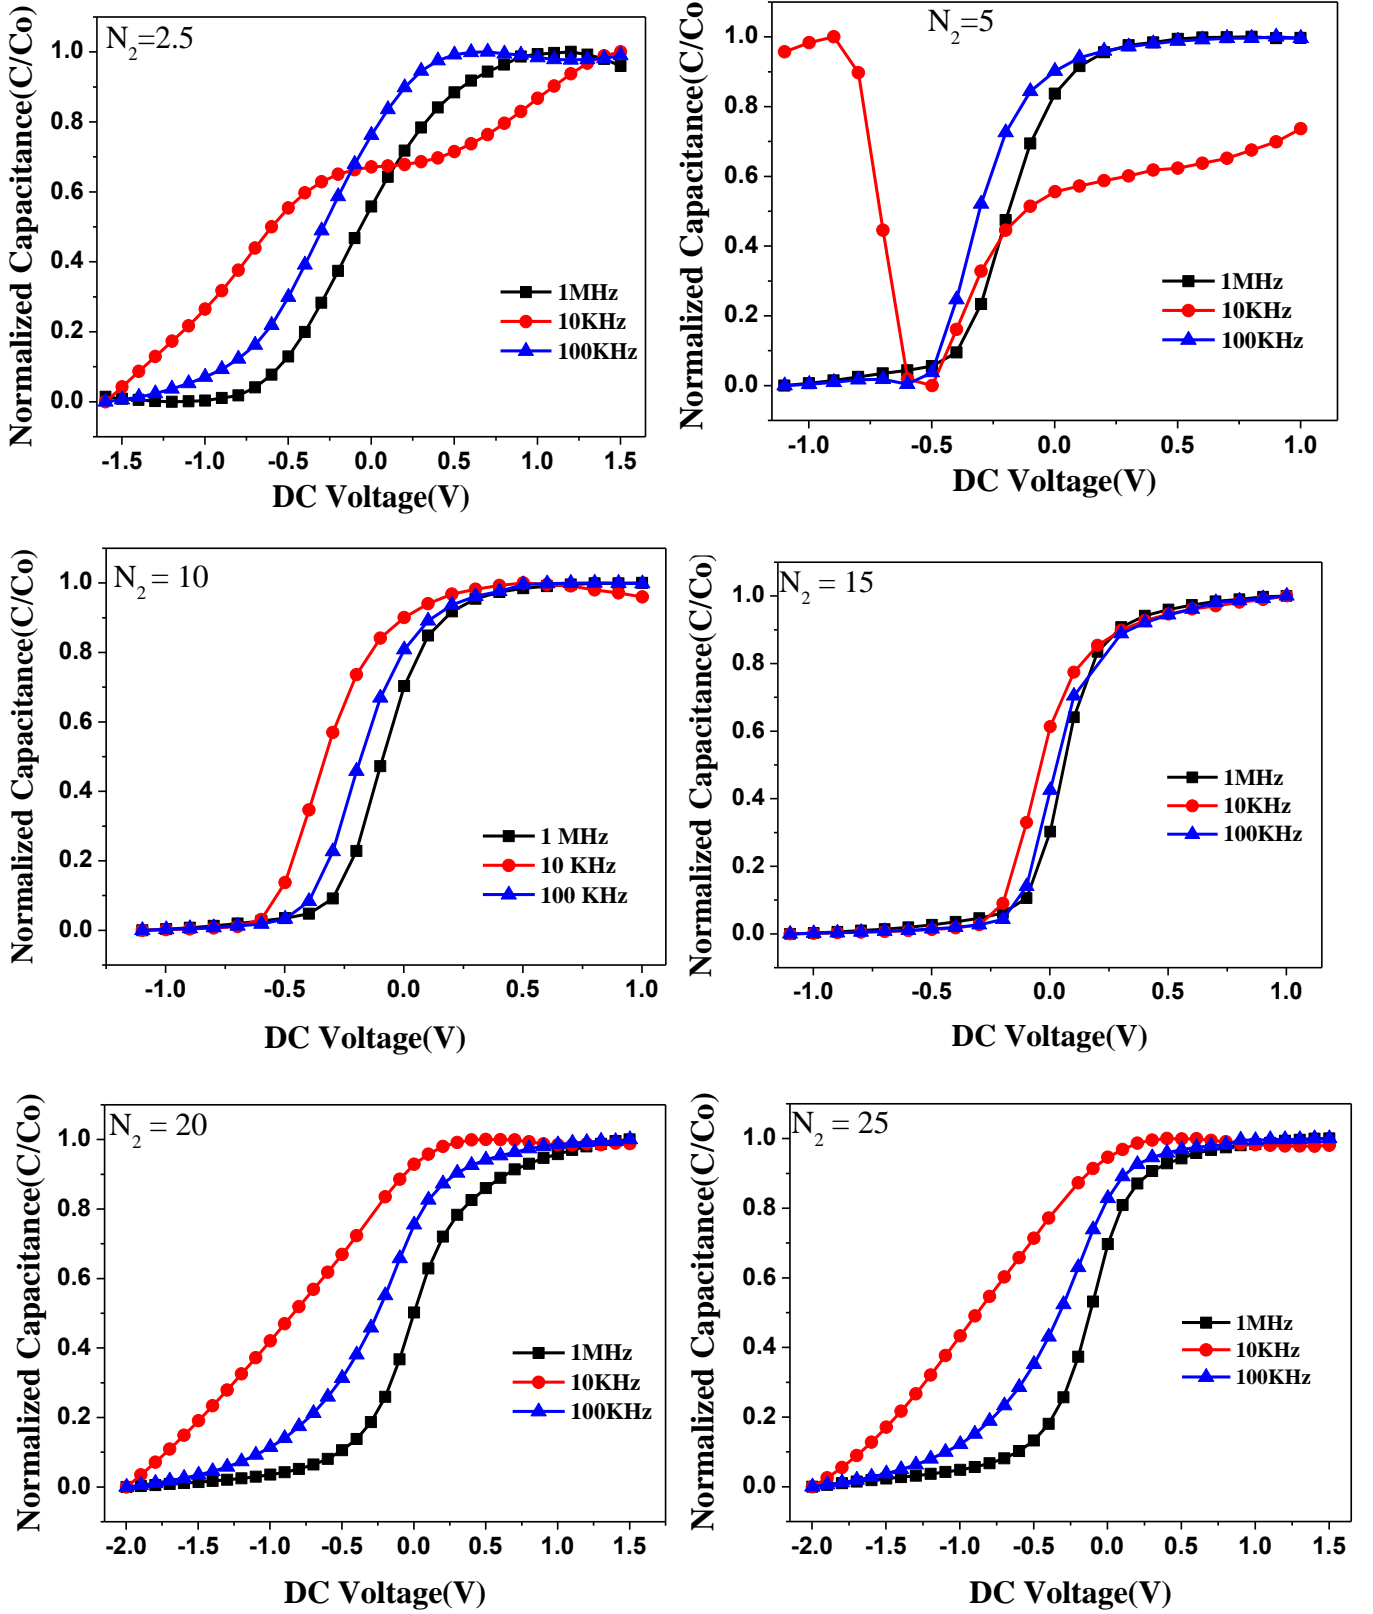 N2=2.5
Normalized Capacitance(C/Co)
1.0
0.8
0.6
0.4
0.2
0.0
1MHz
10KHz
100KHz
-1.5 -1.0 -0.5 0.0 0.5 1.0 1.5
DC Voltage(V)
N2=5
Normalized Capacitance(C/Co)
1.0
0.8
0.6
0.4
0.2
0.0
1MHz
10KHz
100KHz
-1.0 -0.5 0.0 0.5 1.0
DC Voltage(V)
N2 = 10
Normalized Capacitance(C/Co)
1.0
0.8
0.6
0.4
0.2
0.0
1 MHz
10 KHz
100 KHz
-1.0 -0.5 0.0 0.5 1.0
DC Voltage(V)
N2 = 15
Normalized Capacitance(C/Co)
1.0
0.8
0.6
0.4
0.2
0.0
1MHz
10KHz
100KHz
-1.0 -0.5 0.0 0.5 1.0
DC Voltage(V)
N2 = 20
Normalized Capacitance(C/Co)
1.0
0.8
0.6
0.4
0.2
0.0
1MHz
10KHz
100KHz
-2.0 -1.5 -1.0 -0.5 0.0 0.5 1.0 1.5
DC Voltage(V)
N2 = 25
Normalized Capacitance(C/Co)
1.0
0.8
0.6
0.4
0.2
0.0
1MHz
10KHz
100KHz
-2.0 -1.5 -1.0 -0.5 0.0 0.5 1.0 1.5
DC Voltage(V)